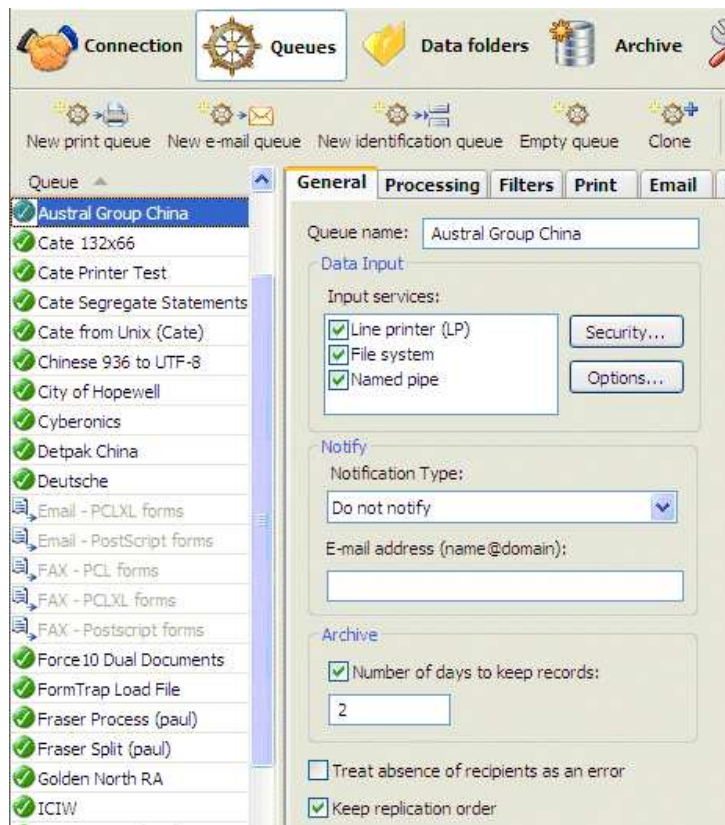 Connection Queues Data folders Archive
New print queue New e-mail queue New identification queue Empty queue Clone
Queue
Austral Group China
Cate 132x66
Cate Printer Test
Cate Segregate Statements
Cate from Unix (Cate)
Chinese 936 to UTF-8
City of Hopewell
Cyberonics
Detpak China
Deutsche
Email - PCLXL forms
Email - PostScript forms
FAX - PCL forms
FAX - PCLXL forms
FAX - Postscript forms
Force10 Dual Documents
FormTrap Load File
Fraser Process (paul)
Fraser Split (paul)
Golden North RA
ICIW
General Processing Filters Print Email
Queue name: Austral Group China
Data Input
Input services:
Line printer (LP)
File system
Named pipe
Security...
Options...
Notify
Notification Type:
Do not notify
E-mail address (name@domain):
Archive
Number of days to keep records:
2
Treat absence of recipients as an error
Keep replication order